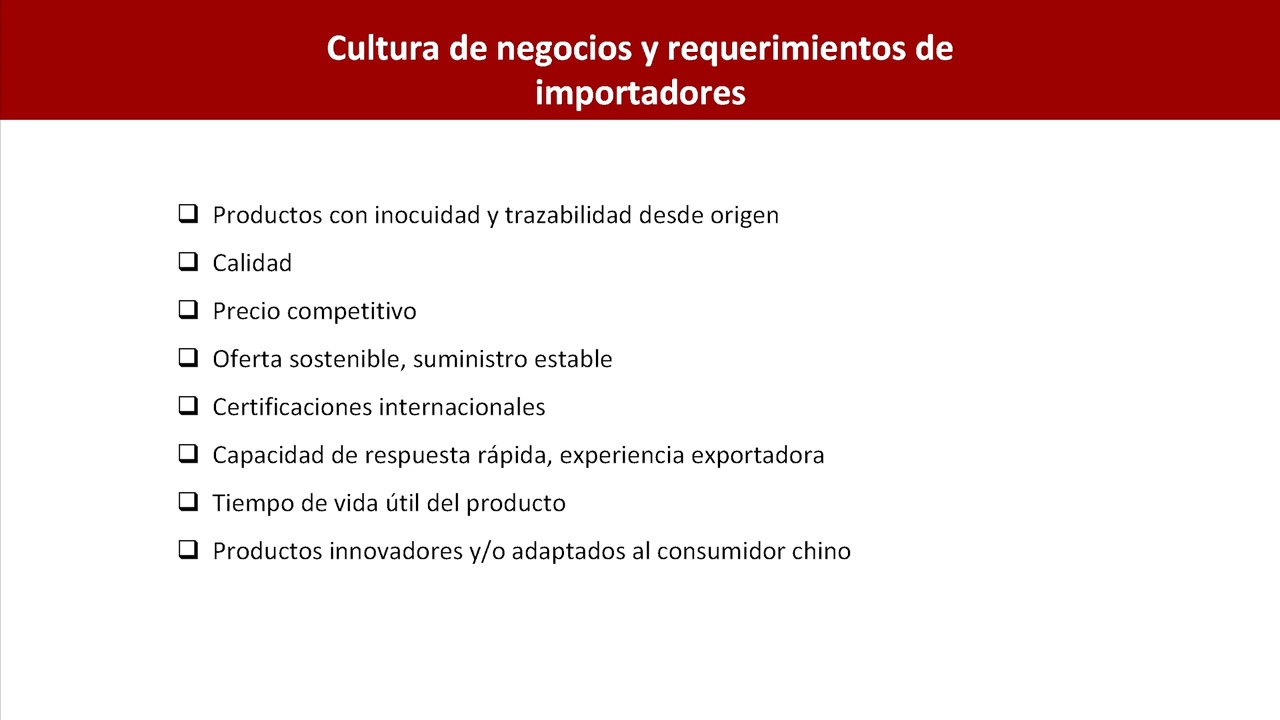 Cultura de negocios y requerimientos de
importadores
❑ Productos con inocuidad y trazabilidad desde origen
❑ Calidad
❑ Precio competitivo
❑ Oferta sostenible, suministro estable
❑ Certificaciones internacionales
❑ Capacidad de respuesta rápida, experiencia exportadora
❑ Tiempo de vida útil del producto
❑ Productos innovadores y/o adaptados al consumidor chino